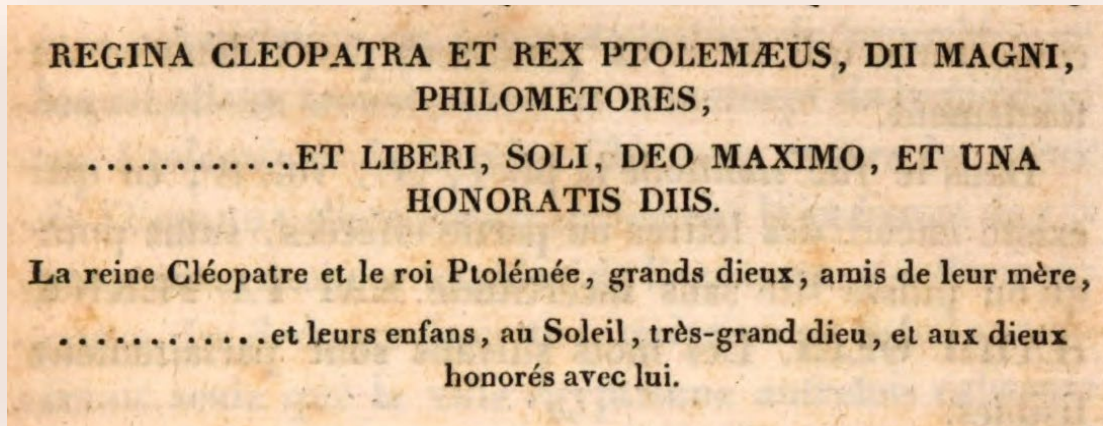 REGINA CLEOPATRA ET REX PTOLEMÆUS, DII MAGNI,
PHILOMETORES,
............ET LIBERI, SOLI, DEO MAXIMO, ET UNA
HONORATIS DIIS.
La reine Cléopatre et le roi Ptolémée, grands dieux, amis de leur mère,
............et leurs enfans, au Soleil, très-grand dieu, et aux dieux
honorés avec lui.